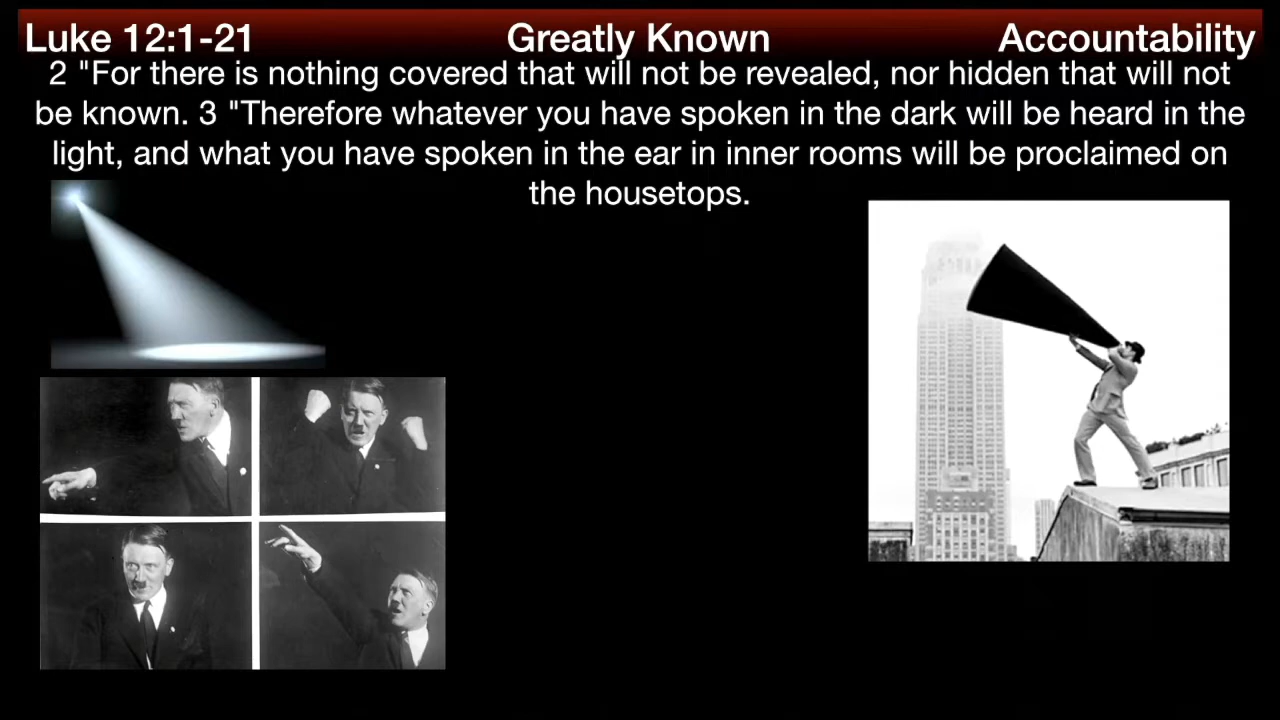 Luke 12:1-21 Greatly Known Accountability
2 "For there is nothing covered that will not be revealed, nor hidden that will not
be known. 3 "Therefore whatever you have spoken in the dark will be heard in the
light, and what you have spoken in the ear in inner rooms will be proclaimed on
the housetops.